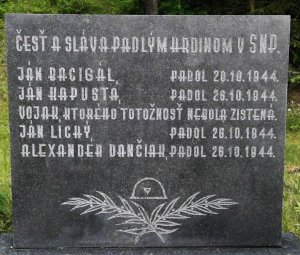 ČESŤ A SLÁVA PADLÝM HRDINOM V SNP.
JÁN BACIGÁL, PADOL 20.10.1944.
JÁN KAPUSTA, PADOL 26.10.1944.
VOJAK, KTORÉHO TOTOŽNOSŤ NEBOLA ZISTENÁ.
JÁN LICHÝ, PADOL 26.10.1944.
ALEXANDER DANČIAK, PADOL 26.10.1944.